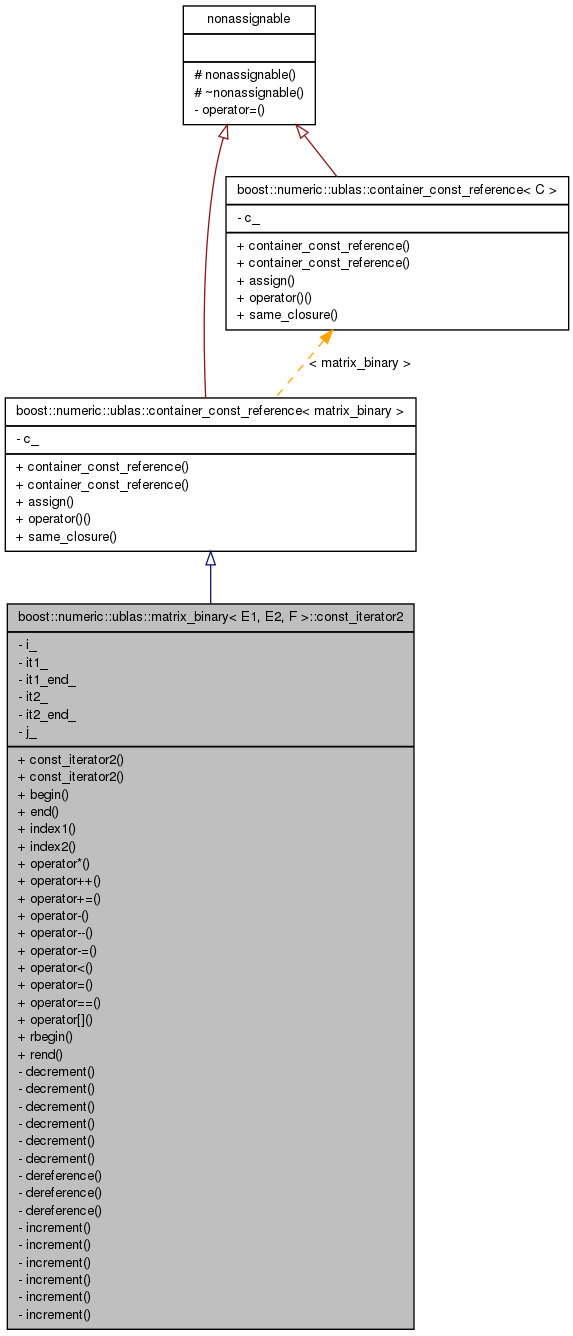 nonassignable
# nonassignable()
# ~nonassignable()
- operator=()
boost::numeric::ublas::container_const_reference< C >
- c_
+ container_const_reference()
+ container_const_reference()
+ assign()
+ operator()()
+ same_closure()
< matrix_binary >
boost::numeric::ublas::container_const_reference< matrix_binary >
- c_
+ container_const_reference()
+ container_const_reference()
+ assign()
+ operator()()
+ same_closure()
boost::numeric::ublas::matrix_binary< E1, E2, F >::const_iterator2
- i_
- it1_
- it1_end_
- it2_
- it2_end_
- j_
+ const_iterator2()
+ const_iterator2()
+ begin()
+ end()
+ index1()
+ index2()
+ operator*()
+ operator++()
+ operator+=()
+ operator-()
+ operator--()
+ operator-=()
+ operator<()
+ operator=()
+ operator==()
+ operator[]()
+ rbegin()
+ rend()
- decrement()
- decrement()
- decrement()
- decrement()
- decrement()
- decrement()
- dereference()
- dereference()
- dereference()
- increment()
- increment()
- increment()
- increment()
- increment()
- increment()